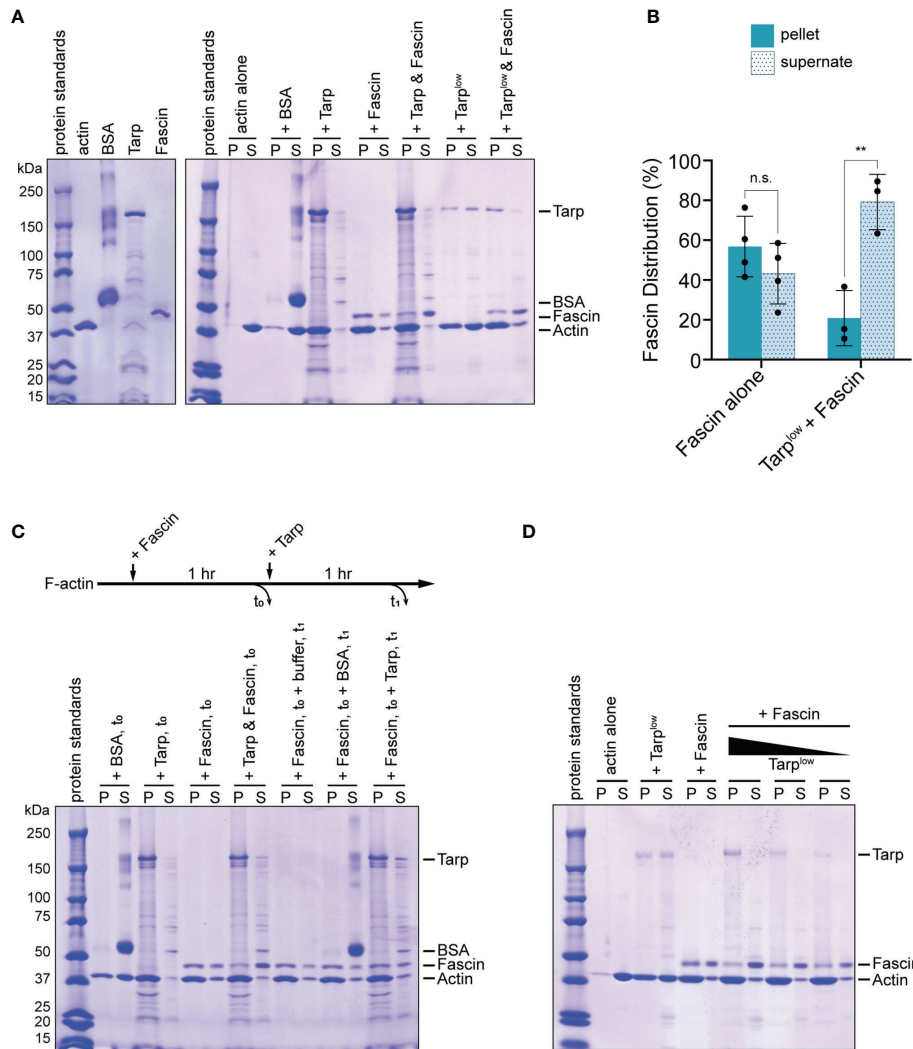 A
protein standards
actin
BSA
Tarp
Fascin
kDa
250
150
100
75
50
37
25
20
15
protein standards
actin alone
+ BSA
+ Tarp
+ Fascin
+ Tarp & Fascin
+ Tarplow
+ Tarplow & Fascin
P S P S P S P S P S P S P S
Tarp
BSA
Fascin
Actin
B
pellet
supernate
Fascin Distribution (%)
100
80
60
40
20
0
n.s.
**
Fascin alone
Tarplow + Fascin
C
+ Fascin
+ Tarp
F-actin
1 hr
1 hr
t0
t1
protein standards
+ BSA, t0
+ Tarp, t0
+ Fascin, t0
+ Tarp & Fascin, t0
+ Fascin, t0 + buffer, t1
+ Fascin, t0 + BSA, t1
+ Fascin, t0 + Tarp, t1
P S P S P S P S P S P S P S
kDa
250
150
100
75
50
37
25
20
15
Tarp
BSA
Fascin
Actin
D
protein standards
actin alone
+ Tarplow
+ Fascin
+ Fascin
Tarplow
P S P S P S P S P S P S
Tarp
Fascin
Actin